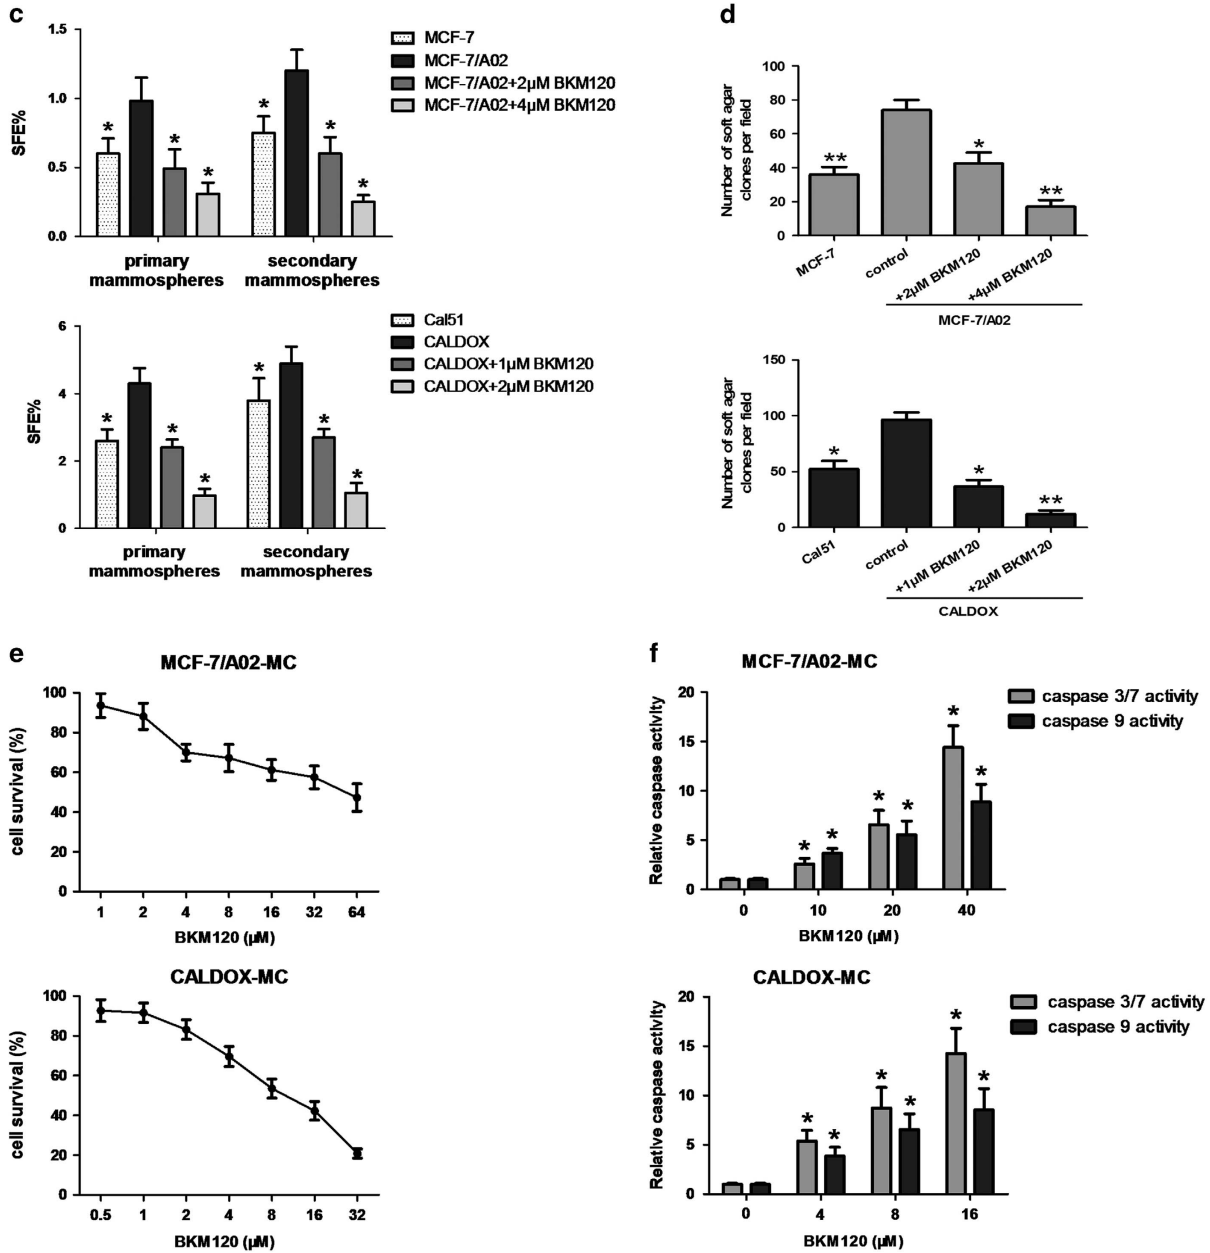 c
1.5
1.0
0.5
0.0
SFE%
* * * * * *
primary mammospheres
secondary mammospheres
MCF-7
MCF-7/A02
MCF-7/A02+2µM BKM120
MCF-7/A02+4µM BKM120
6
4
2
0
SFE%
* * * * * *
primary mammospheres
secondary mammospheres
Cal51
CALDOX
CALDOX+1µM BKM120
CALDOX+2µM BKM120
d
100
80
60
40
20
0
Number of soft agar
clones per field
** * **
MCF-7
control
+2µM BKM120
+4µM BKM120
MCF-7/A02
150
100
50
0
Number of soft agar
clones per field
* * **
Cal51
control
+1µM BKM120
+2µM BKM120
CALDOX
e
MCF-7/A02-MC
100
80
60
40
20
0
cell survival (%)
1 2 4 8 16 32 64
BKM120 (µM)
CALDOX-MC
100
80
60
40
20
0
cell survival (%)
0.5 1 2 4 8 16 32
BKM120 (µM)
f
MCF-7/A02-MC
20
15
10
5
0
Relative caspase activity
* * * * * *
0 10 20 40
BKM120 (µM)
caspase 3/7 activity
caspase 9 activity
CALDOX-MC
20
15
10
5
0
Relative caspase activity
* * * * * *
0 4 8 16
BKM120 (µM)
caspase 3/7 activity
caspase 9 activity